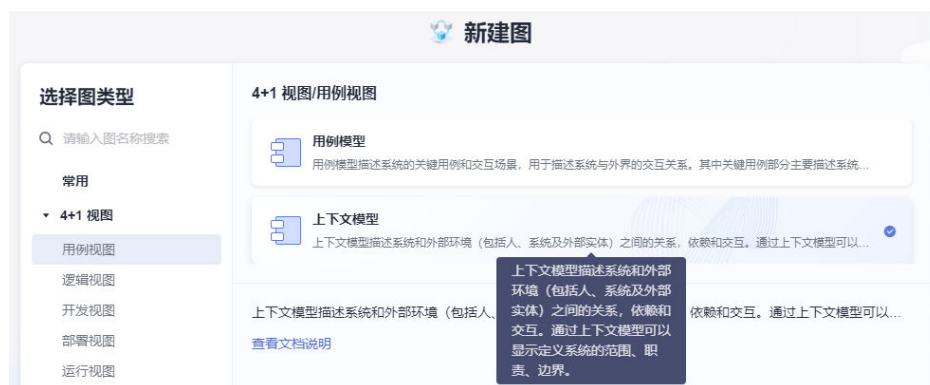 新建图
选择图类型
请输入图名称搜索
常用
4+1 视图
用例视图
逻辑视图
开发视图
部署视图
运行视图
4+1 视图/用例视图
用例模型
用例模型描述系统的关键用例和交互场景，用于描述系统与外界的交互关系。其中关键用例部分主要描述系统...
上下文模型
上下文模型描述系统和外部环境（包括人、系统及外部实体）之间的关系，依赖和交互。通过上下文模型可以...
上下文模型描述系统和外部
环境（包括人、系统及外部
实体）之间的关系，依赖和
交互。通过上下文模型可以
显示定义系统的范围、职
责、边界。
上下文模型描述系统和外部环境（包括人、 依赖和交互。通过上下文模型可以...
查看文档说明